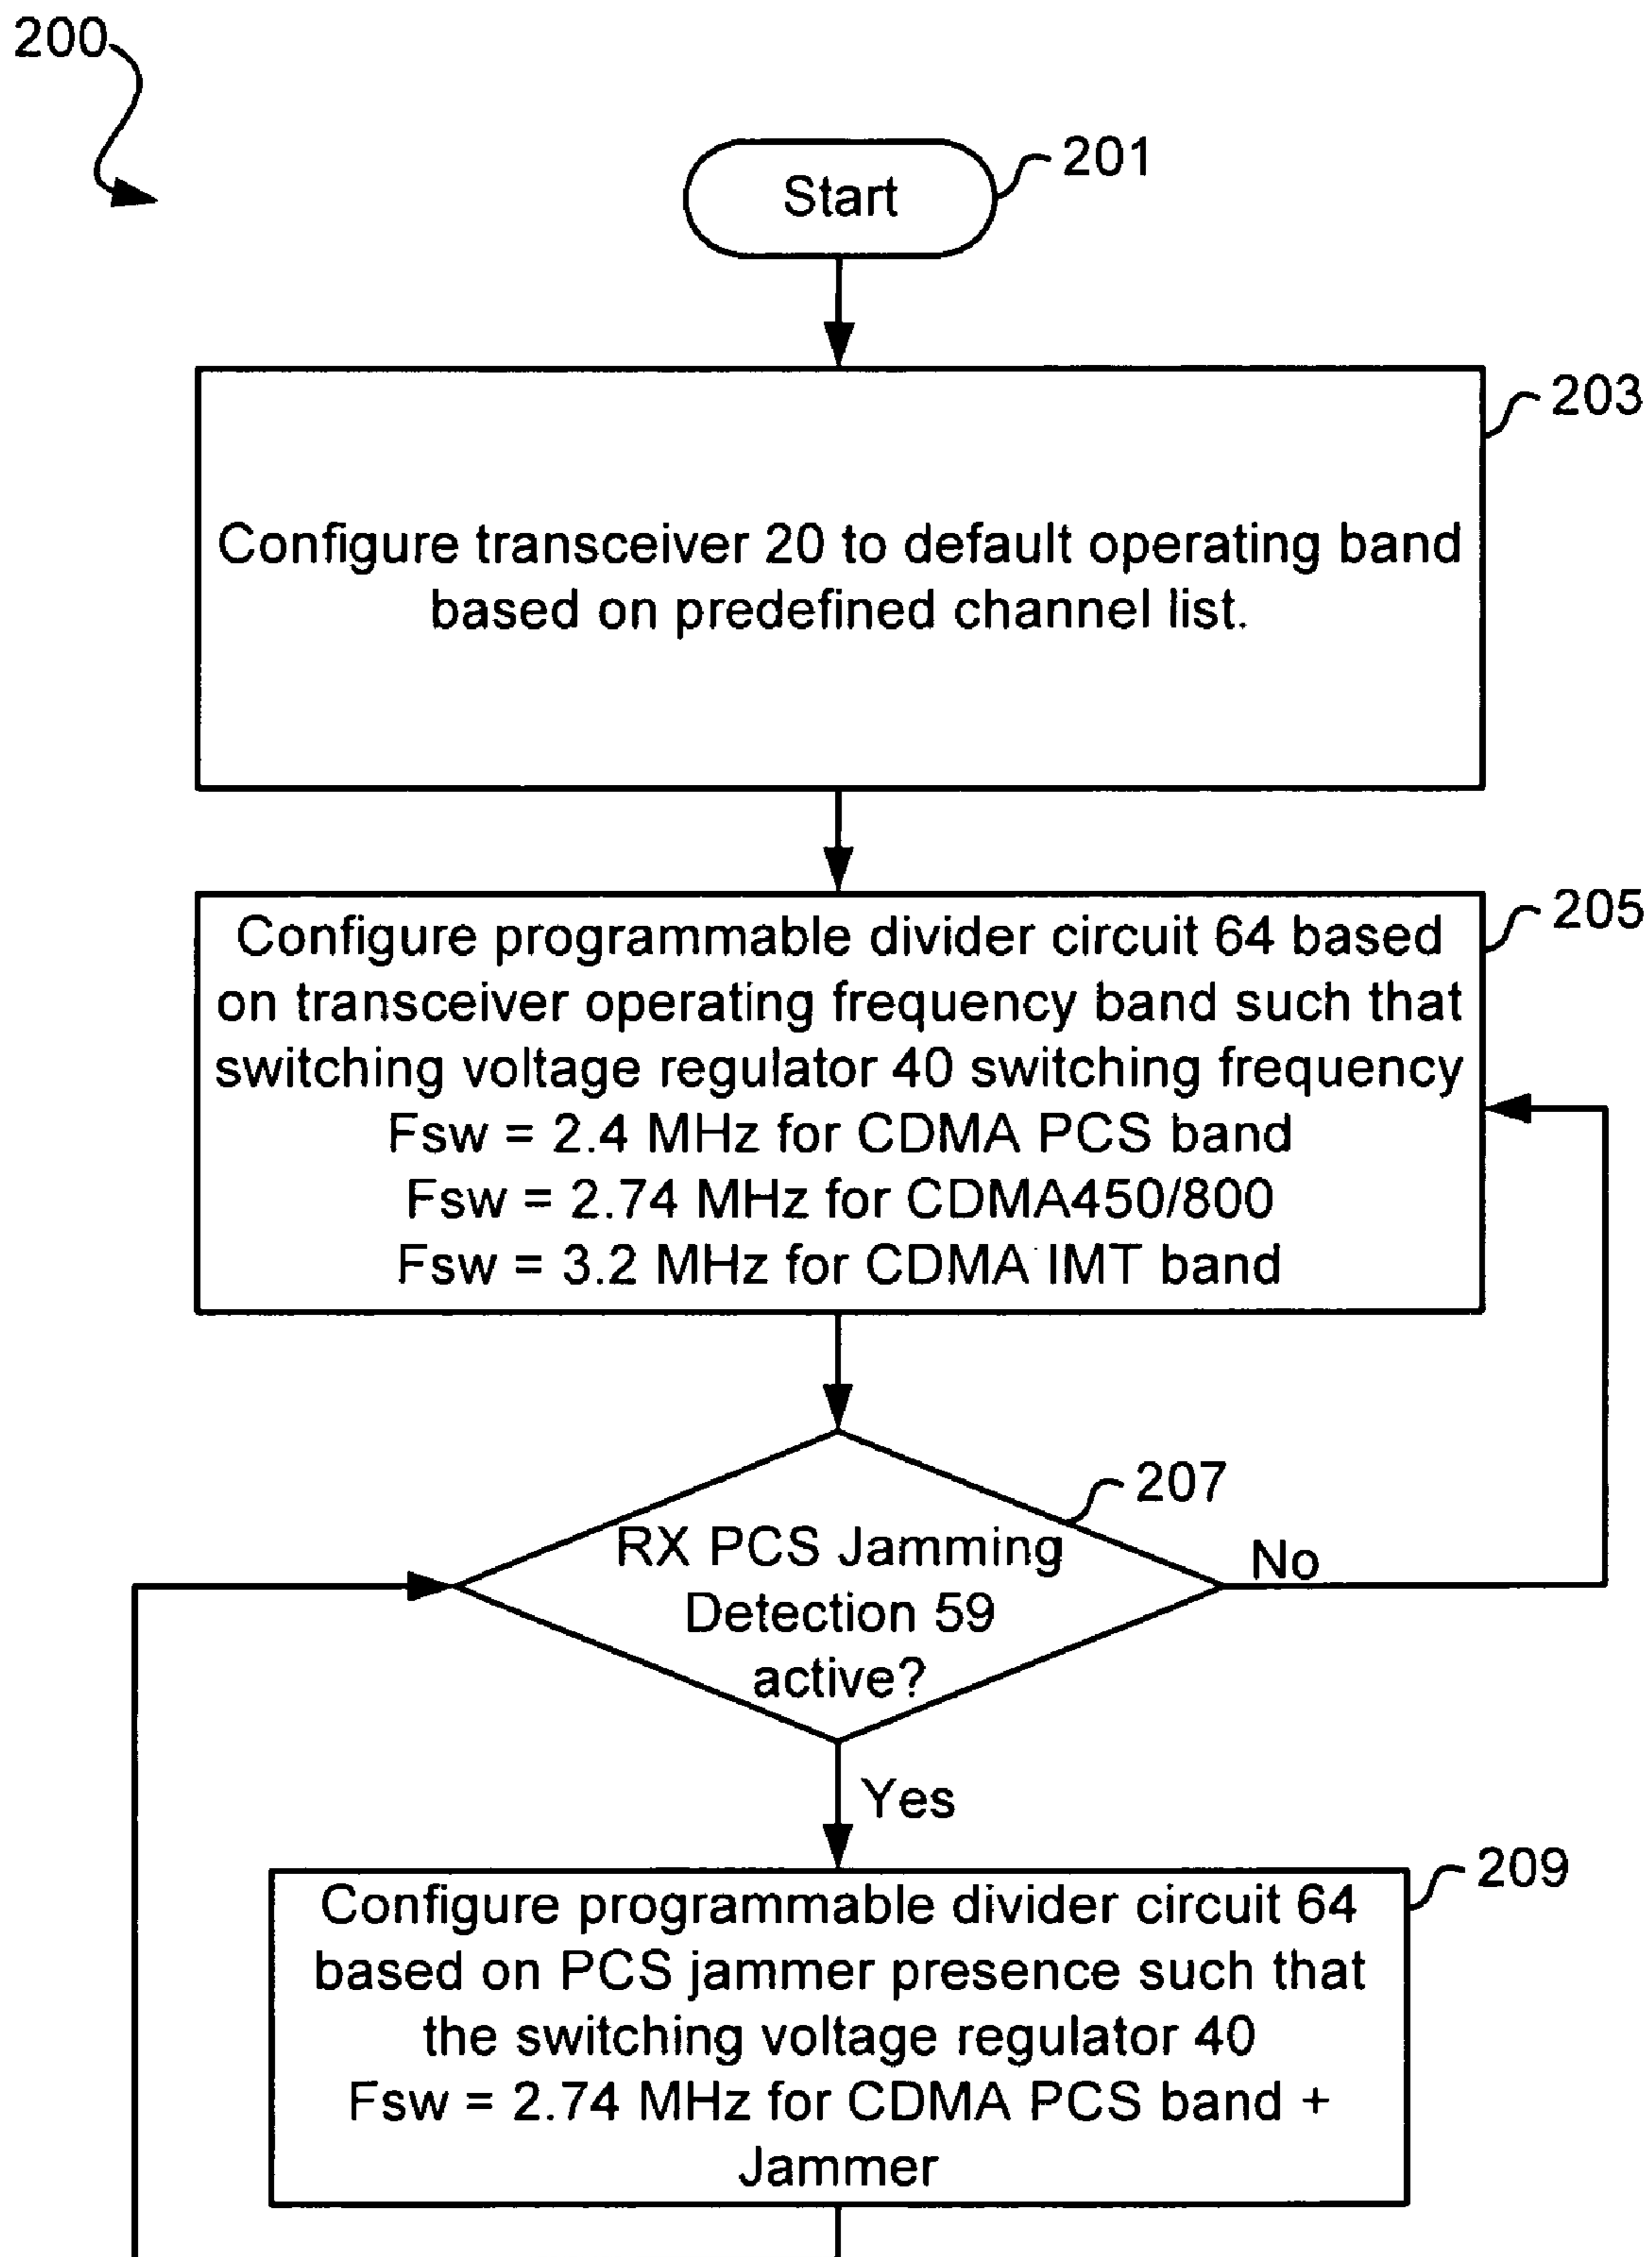 200
Start
201
203
Configure transceiver 20 to default operating band
based on predefined channel list.
205
Configure programmable divider circuit 64 based
on transceiver operating frequency band such that
switching voltage regulator 40 switching frequency
Fsw = 2.4 MHz for CDMA PCS band
Fsw = 2.74 MHz for CDMA450/800
Fsw = 3.2 MHz for CDMA IMT band
207
RX PCS Jamming
Detection 59
active?
No
Yes
209
Configure programmable divider circuit 64
based on PCS jammer presence such that
the switching voltage regulator 40
Fsw = 2.74 MHz for CDMA PCS band +
Jammer